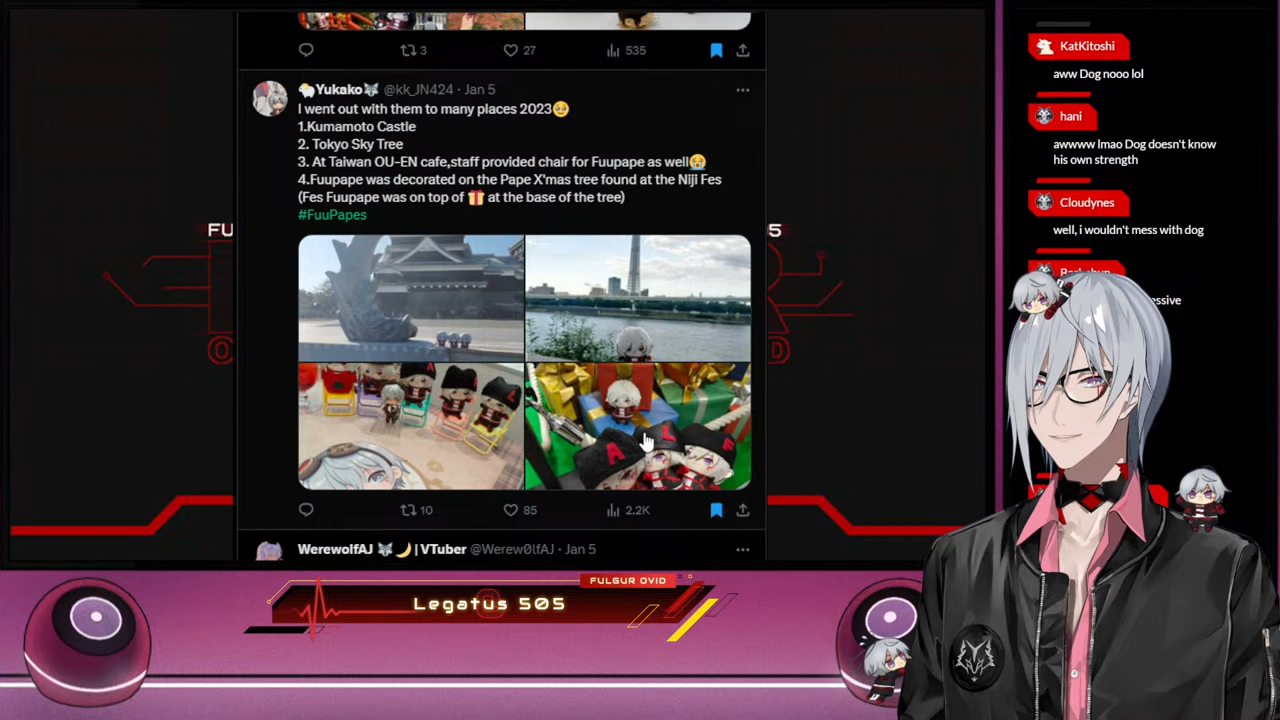 3
27
535
Yukako @kk_JN424 · Jan 5
I went out with them to many places 2023🥹
1.Kumamoto Castle
2. Tokyo Sky Tree
3. At Taiwan OU-EN cafe,staff provided chair for Fuupape as well😭
4.Fuupape was decorated on the Pape X'mas tree found at the Niji Fes
(Fes Fuupape was on top of 🎁 at the base of the tree)
#FuuPapes
A
L
F
10
85
2.2K
WerewolfAJ 🐺🌙 | VTuber @Werew0lfAJ · Jan 5
FU
5
O
D
KatKitoshi
aww Dog nooo lol
hani
awwww lmao Dog doesn't know
his own strength
Cloudynes
well, i wouldn't mess with dog
FULGUR OVID
Legatus 505